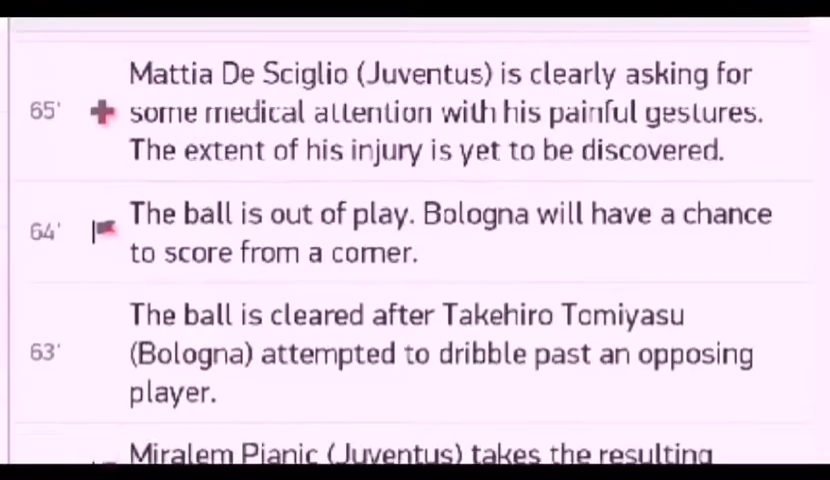 Mattia De Sciglio (Juventus) is clearly asking for
65' some medical attention with his painful gestures.
The extent of his injury is yet to be discovered.
The ball is out of play. Bologna will have a chance
64' to score from a corner.
The ball is cleared after Takehiro Tomiyasu
63' (Bologna) attempted to dribble past an opposing
player.
Miralem Pjanic (Juventus) takes the resulting